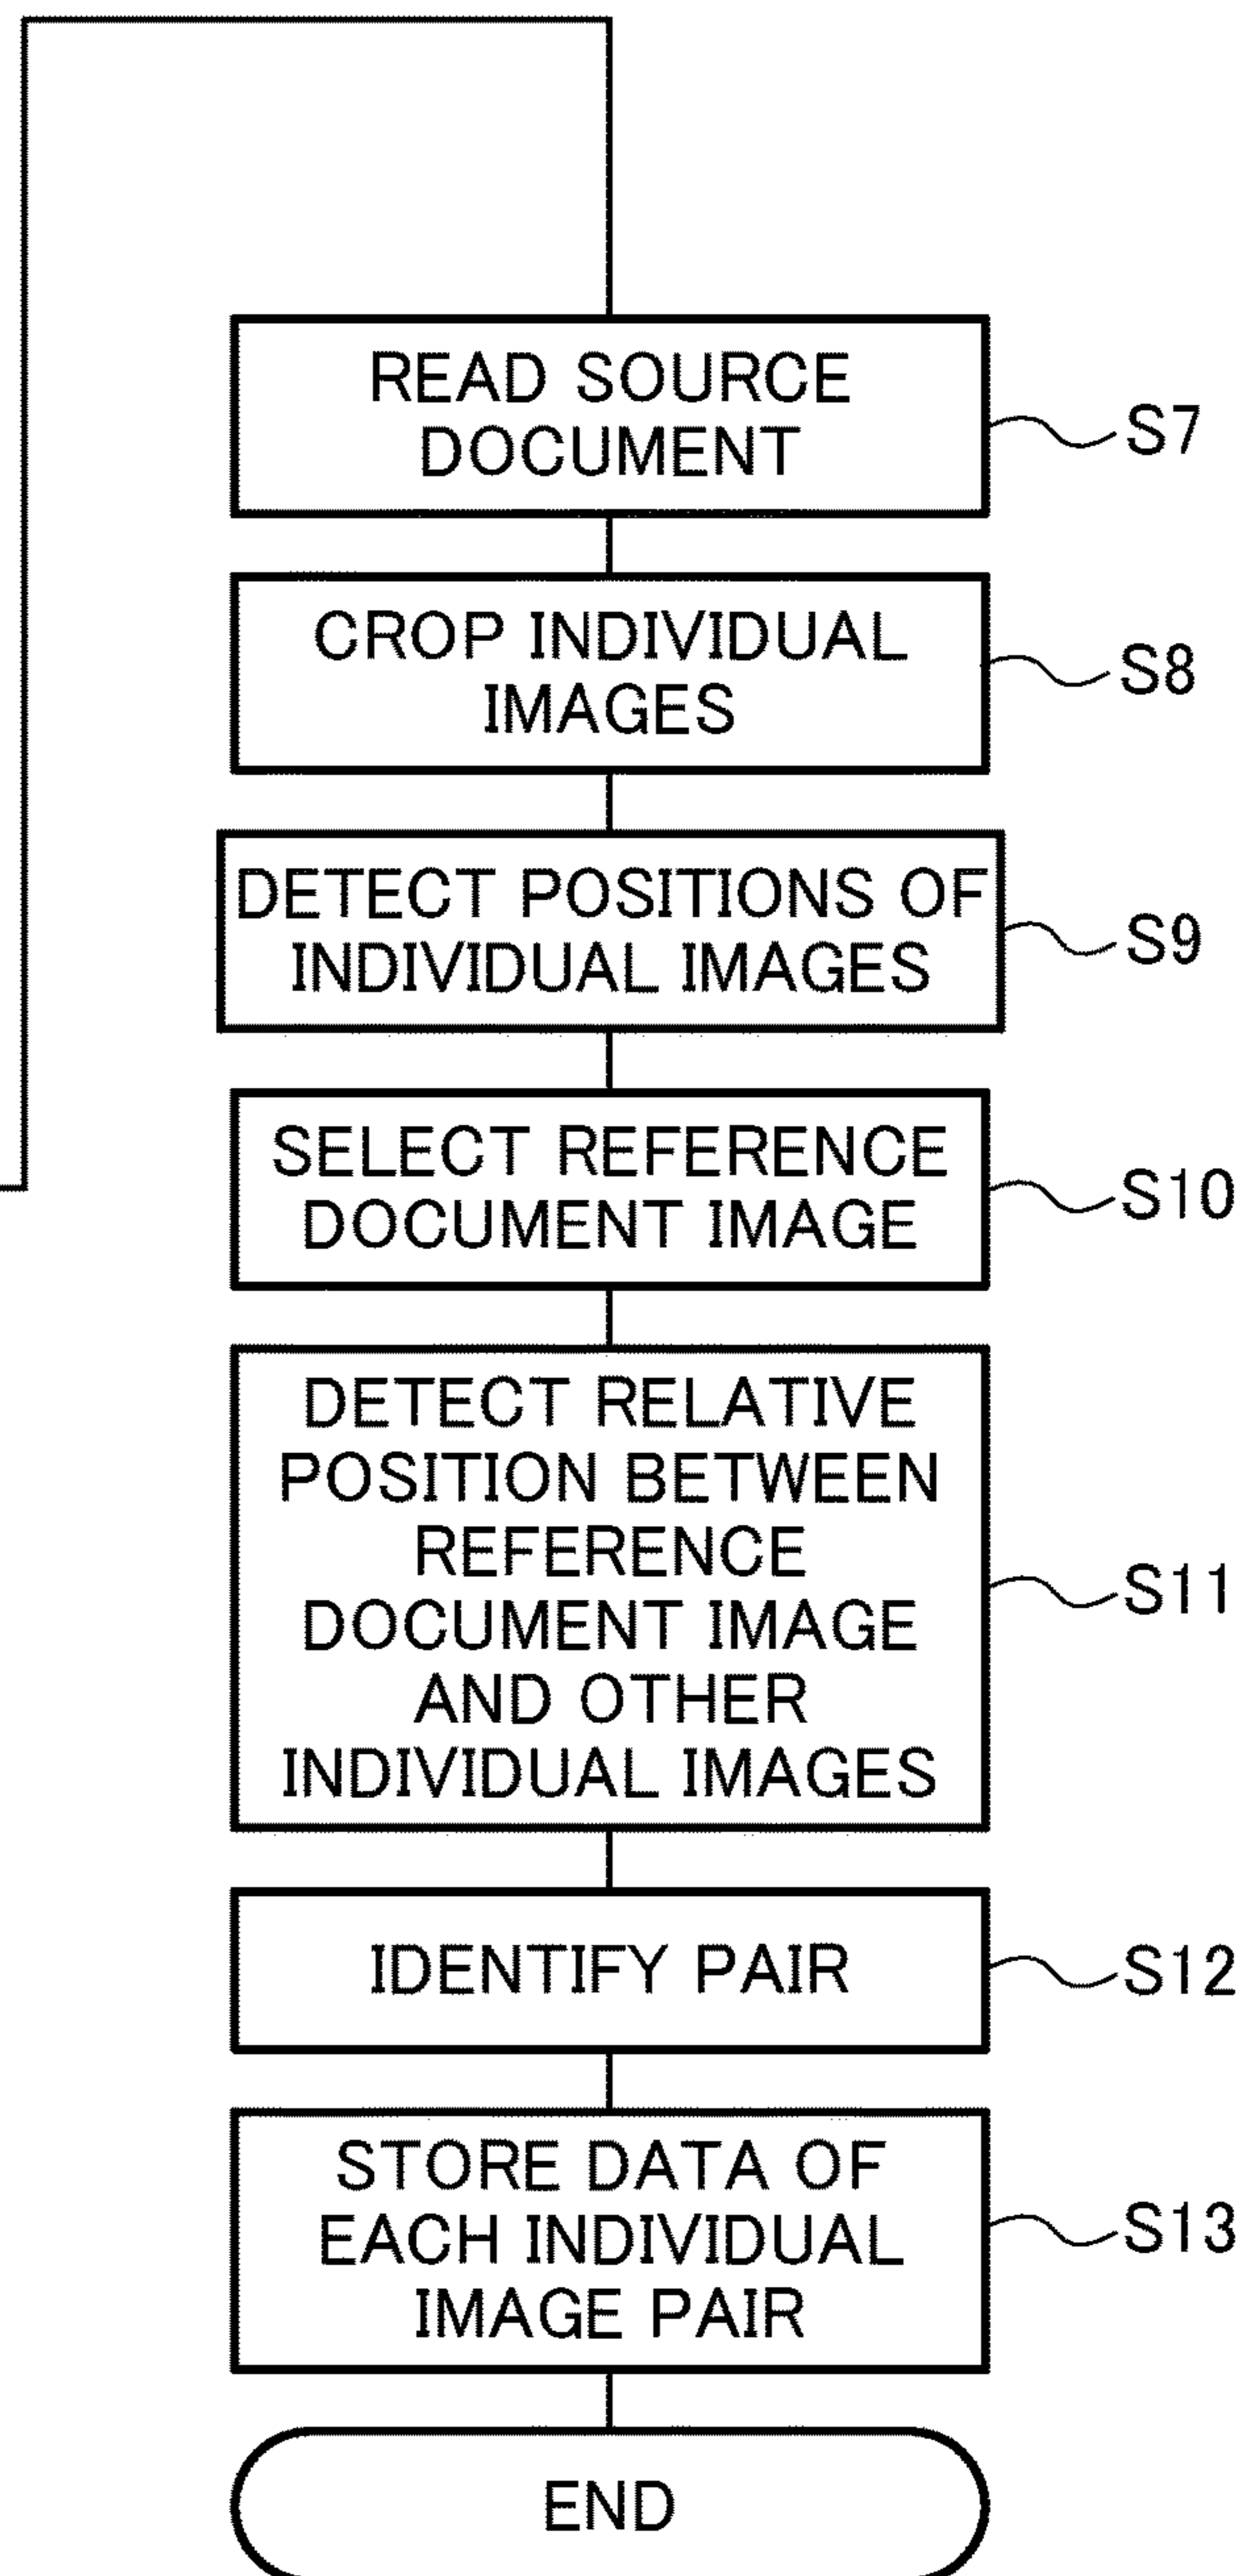 READ SOURCE
DOCUMENT
S7
CROP INDIVIDUAL
IMAGES
S8
DETECT POSITIONS OF
INDIVIDUAL IMAGES
S9
SELECT REFERENCE
DOCUMENT IMAGE
S10
DETECT RELATIVE
POSITION BETWEEN
REFERENCE
DOCUMENT IMAGE
AND OTHER
INDIVIDUAL IMAGES
S11
IDENTIFY PAIR
S12
STORE DATA OF
EACH INDIVIDUAL
IMAGE PAIR
S13
END